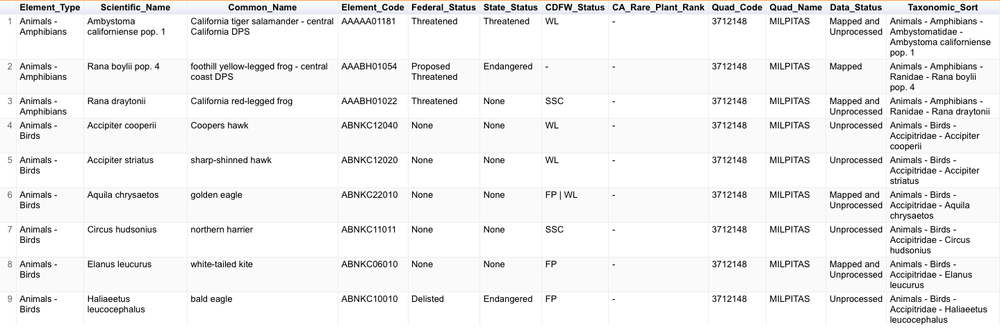 Element_Type Scientific_Name Common_Name Element_Code Federal_Status State_Status CDFW_Status CA_Rare_Plant_Rank Quad_Code Quad_Name Data_Status Taxonomic_Sort
1 Animals - Ambystoma California tiger salamander - central AAAAA01181 Threatened Threatened WL - 3712148 MILPITAS Mapped and Animals - Amphibians -
Amphibians californiense pop. 1 California DPS Unprocessed Ambystomatidae -
Ambystoma californiense
pop. 1
2 Animals - Rana boylii pop. 4 foothill yellow-legged frog - central AAABH01054 Proposed Endangered - - 3712148 MILPITAS Mapped Animals - Amphibians -
Amphibians coast DPS Threatened Ranidae - Rana boylii
pop. 4
3 Animals - Rana draytonii California red-legged frog AAABH01022 Threatened None SSC - 3712148 MILPITAS Mapped and Animals - Amphibians -
Amphibians Unprocessed Ranidae - Rana draytonii
4 Animals - Accipiter cooperii Coopers hawk ABNKC12040 None None WL - 3712148 MILPITAS Unprocessed Animals - Birds -
Birds Accipitridae - Accipiter
cooperii
5 Animals - Accipiter striatus sharp-shinned hawk ABNKC12020 None None WL - 3712148 MILPITAS Unprocessed Animals - Birds -
Birds Accipitridae - Accipiter
striatus
6 Animals - Aquila chrysaetos golden eagle ABNKC22010 None None FP | WL - 3712148 MILPITAS Mapped and Animals - Birds -
Birds Unprocessed Accipitridae - Aquila
chrysaetos
7 Animals - Circus hudsonius northern harrier ABNKC11011 None None SSC - 3712148 MILPITAS Unprocessed Animals - Birds -
Birds Accipitridae - Circus
hudsonius
8 Animals - Elanus leucurus white-tailed kite ABNKC06010 None None FP - 3712148 MILPITAS Mapped and Animals - Birds -
Birds Unprocessed Accipitridae - Elanus
leucurus
9 Animals - Haliaeetus bald eagle ABNKC10010 Delisted Endangered FP - 3712148 MILPITAS Unprocessed Animals - Birds -
Birds leucocephalus Accipitridae - Haliaeetus
leucocephalus